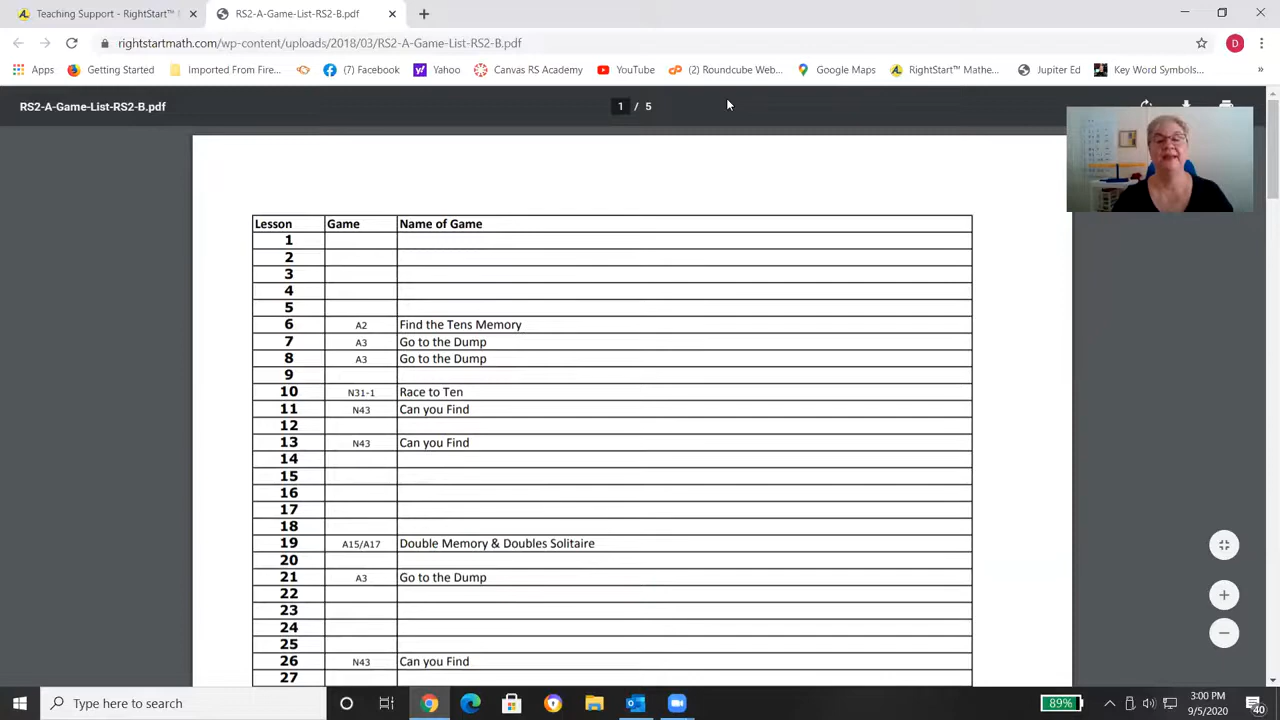 Teaching Support - RightStart™
RS2-A-Game-List-RS2-B.pdf
rightstartmath.com/wp-content/uploads/2018/03/RS2-A-Game-List-RS2-B.pdf
D
Apps Getting Started Imported From Fire... (7) Facebook Yahoo Canvas RS Academy YouTube (2) Roundcube Web... Google Maps RightStart™ Mathe... Jupiter Ed Key Word Symbols...
RS2-A-Game-List-RS2-B.pdf 1 / 5
Lesson Game Name of Game
1
2
3
4
5
6 A2 Find the Tens Memory
7 A3 Go to the Dump
8 A3 Go to the Dump
9
10 N31-1 Race to Ten
11 N43 Can you Find
12
13 N43 Can you Find
14
15
16
17
18
19 A15/A17 Double Memory & Doubles Solitaire
20
21 A3 Go to the Dump
22
23
24
25
26 N43 Can you Find
27
Type here to search
89%
3:00 PM
9/5/2020
40